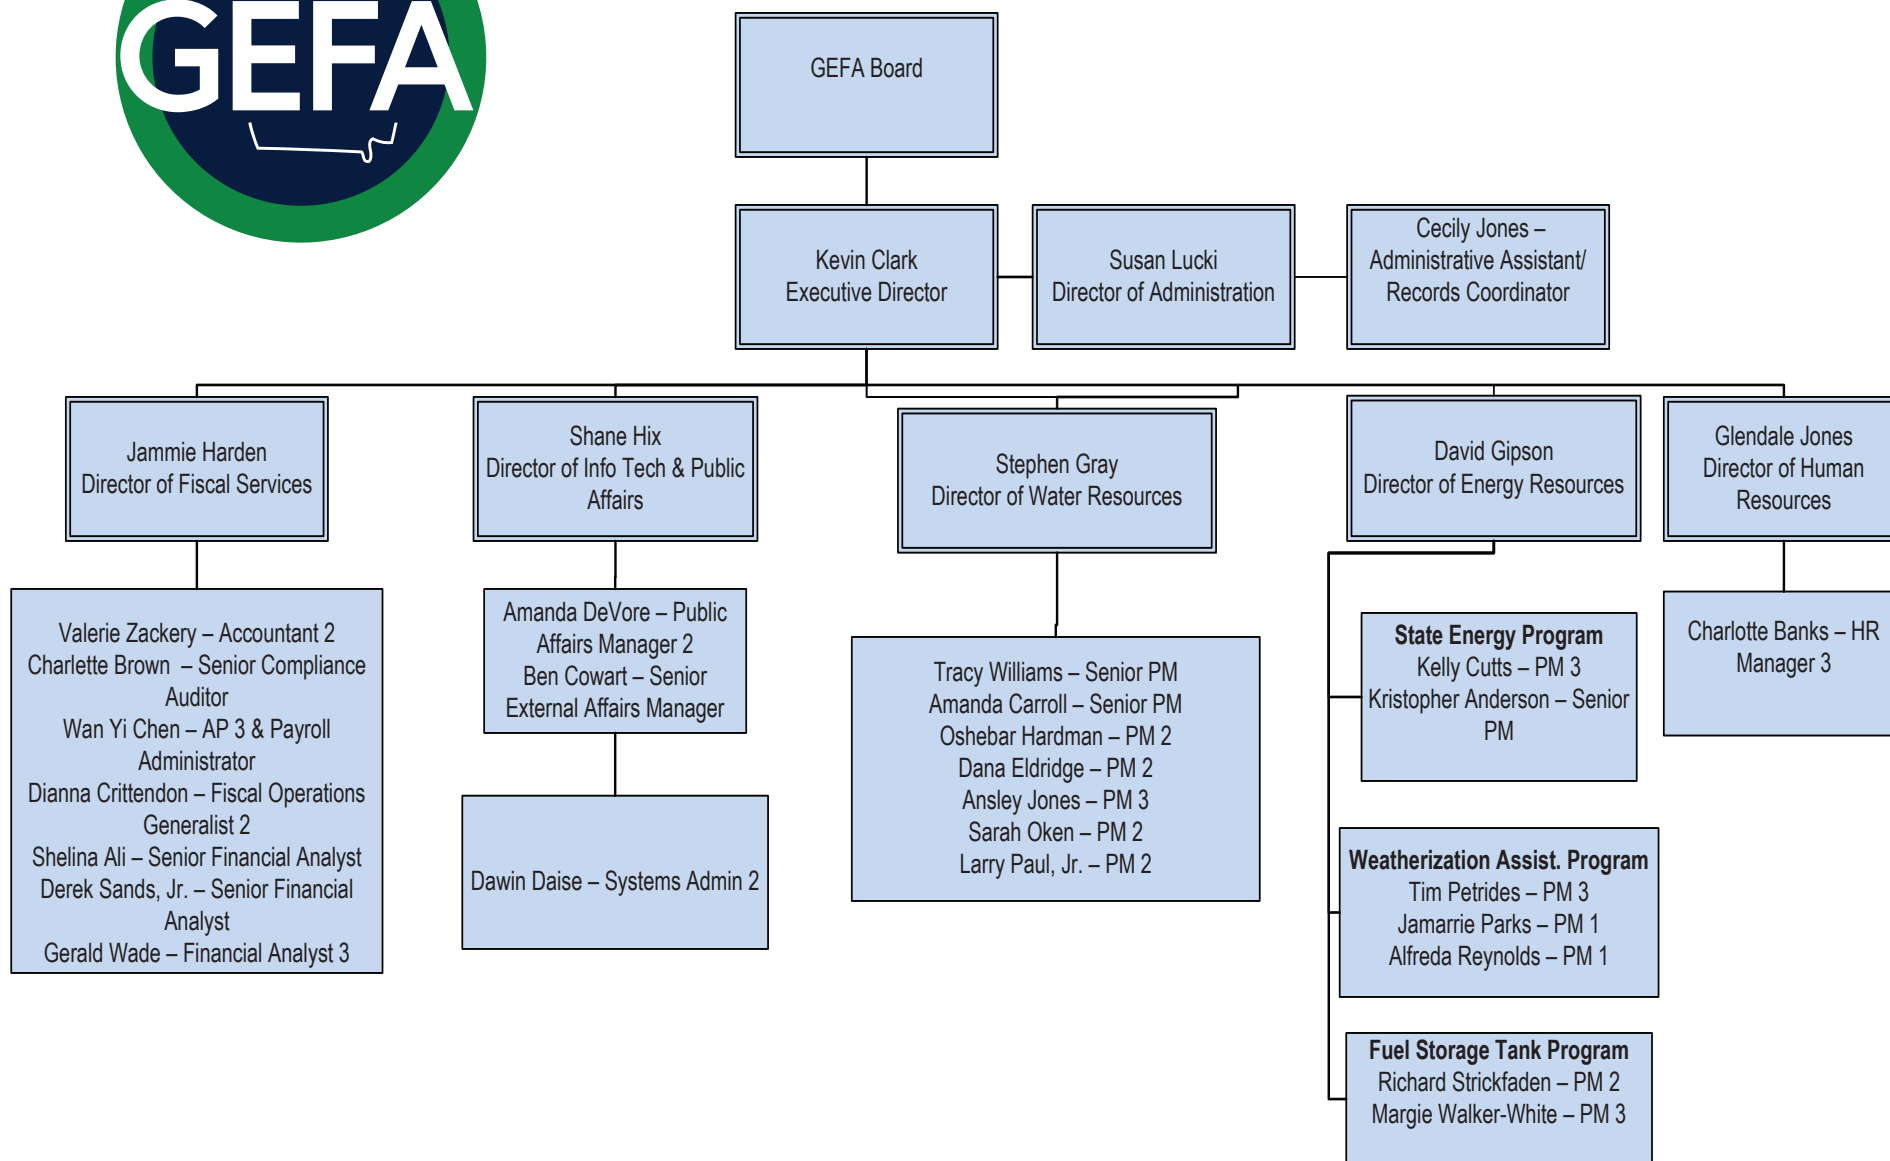 GEFA
GEFA Board
Kevin Clark
Executive Director
Susan Lucki
Director of Administration
Cecily Jones –
Administrative Assistant/
Records Coordinator
Jammie Harden
Director of Fiscal Services
Shane Hix
Director of Info Tech & Public
Affairs
Stephen Gray
Director of Water Resources
David Gipson
Director of Energy Resources
Glendale Jones
Director of Human
Resources
Valerie Zackery – Accountant 2
Charlette Brown – Senior Compliance
Auditor
Wan Yi Chen – AP 3 & Payroll
Administrator
Dianna Crittendon – Fiscal Operations
Generalist 2
Shelina Ali – Senior Financial Analyst
Derek Sands, Jr. – Senior Financial
Analyst
Gerald Wade – Financial Analyst 3
Amanda DeVore – Public
Affairs Manager 2
Ben Cowart – Senior
External Affairs Manager
Dawin Daise – Systems Admin 2
Tracy Williams – Senior PM
Amanda Carroll – Senior PM
Oshebar Hardman – PM 2
Dana Eldridge – PM 2
Ansley Jones – PM 3
Sarah Oken – PM 2
Larry Paul, Jr. – PM 2
State Energy Program
Kelly Cutts – PM 3
Kristopher Anderson – Senior
PM
Weatherization Assist. Program
Tim Petrides – PM 3
Jamarrie Parks – PM 1
Alfreda Reynolds – PM 1
Fuel Storage Tank Program
Richard Strickfaden – PM 2
Margie Walker-White – PM 3
Charlotte Banks – HR
Manager 3